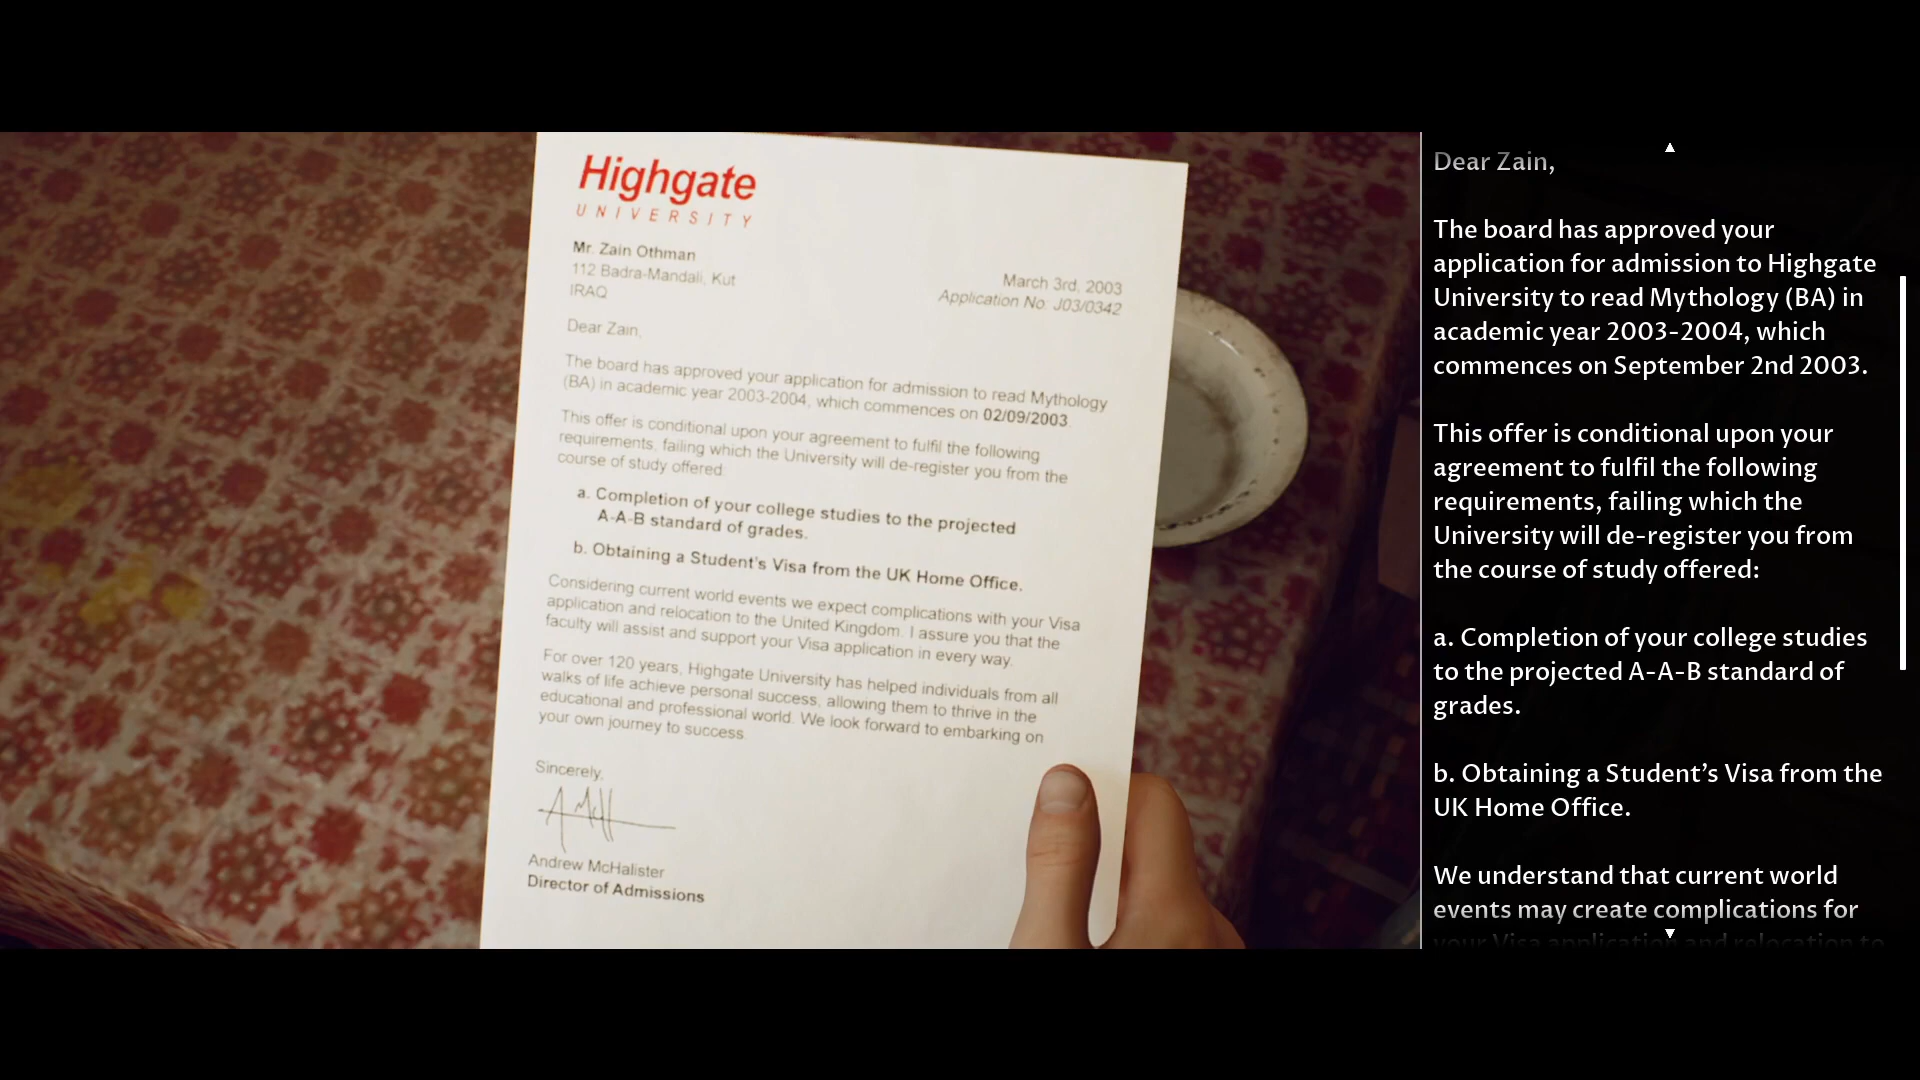 Highgate
UNIVERSITY
Mr. Zain Othman
112 Badra-Mandali, Kut
IRAQ
March 3rd, 2003
Application No: J03/0342
Dear Zain,
The board has approved your application for admission to read Mythology
(BA) in academic year 2003-2004, which commences on 02/09/2003.
This offer is conditional upon your agreement to fulfil the following
requirements, failing which the University will de-register you from the
course of study offered:
a. Completion of your college studies to the projected
A-A-B standard of grades.
b. Obtaining a Student's Visa from the UK Home Office.
Considering current world events we expect complications with your Visa
application and relocation to the United Kingdom. I assure you that the
faculty will assist and support your Visa application in every way.
For over 120 years, Highgate University has helped individuals from all
walks of life achieve personal success, allowing them to thrive in the
educational and professional world. We look forward to embarking on
your own journey to success.
Sincerely,
Andrew McHalister
Director of Admissions
Dear Zain,
The board has approved your
application for admission to Highgate
University to read Mythology (BA) in
academic year 2003-2004, which
commences on September 2nd 2003.
This offer is conditional upon your
agreement to fulfil the following
requirements, failing which the
University will de-register you from
the course of study offered:
a. Completion of your college studies
to the projected A-A-B standard of
grades.
b. Obtaining a Student's Visa from the
UK Home Office.
We understand that current world
events may create complications for
your Visa application and relocation to